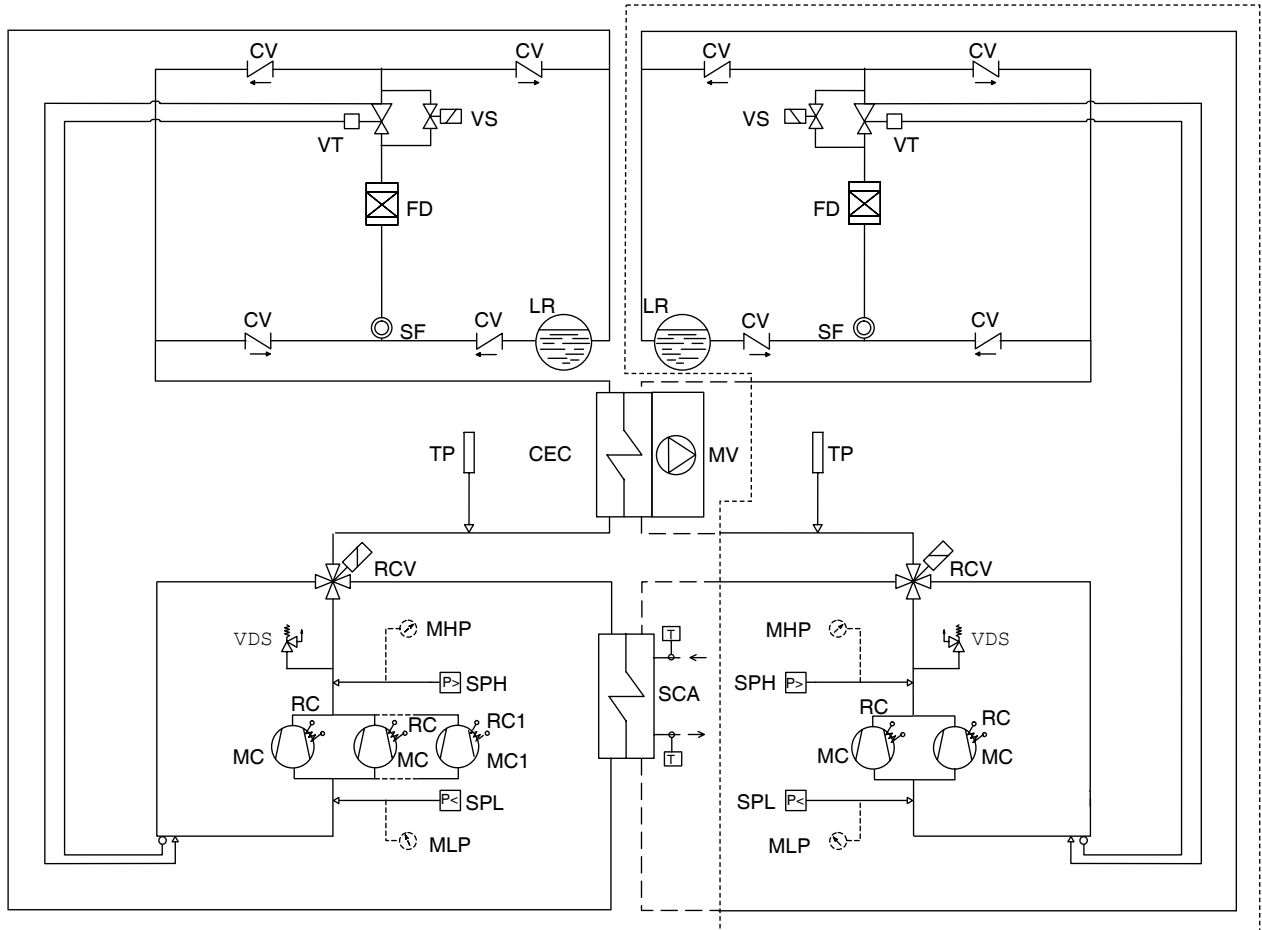 CV
CV
CV
CV
VS
VS
VT
VT
FD
FD
LR
LR
CV
SF
CV
CV
SF
CV
TP
CEC
MV
TP
RCV
RCV
VDS
MHP
T
MHP
VDS
P>
SPH
SCA
SPH
P>
RC
RC
RC1
RC
RC
MC
MC
MC1
T
MC
MC
P<
SPL
SPL
P<
MLP
MLP